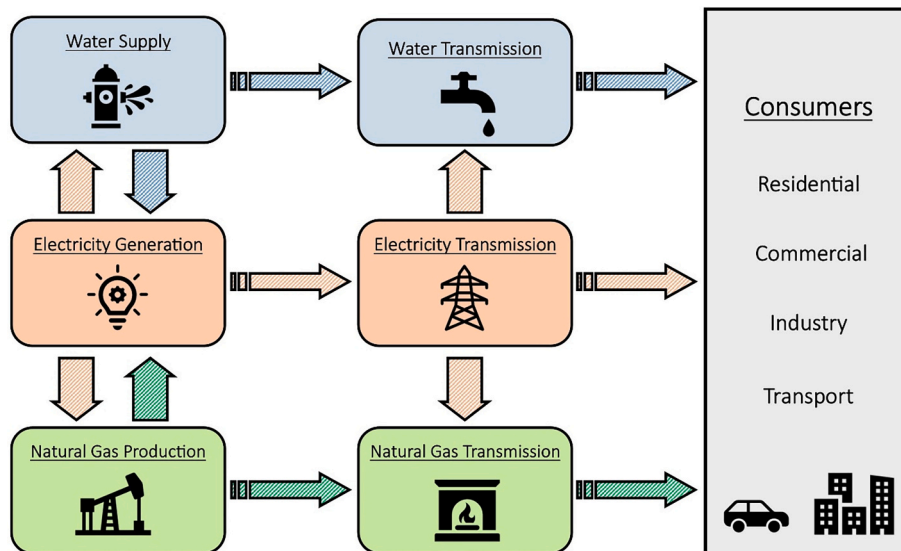 Water Supply
Water Transmission
Consumers
Residential
Electricity Generation
Electricity Transmission
Commercial
Industry
Transport
Natural Gas Production
Natural Gas Transmission